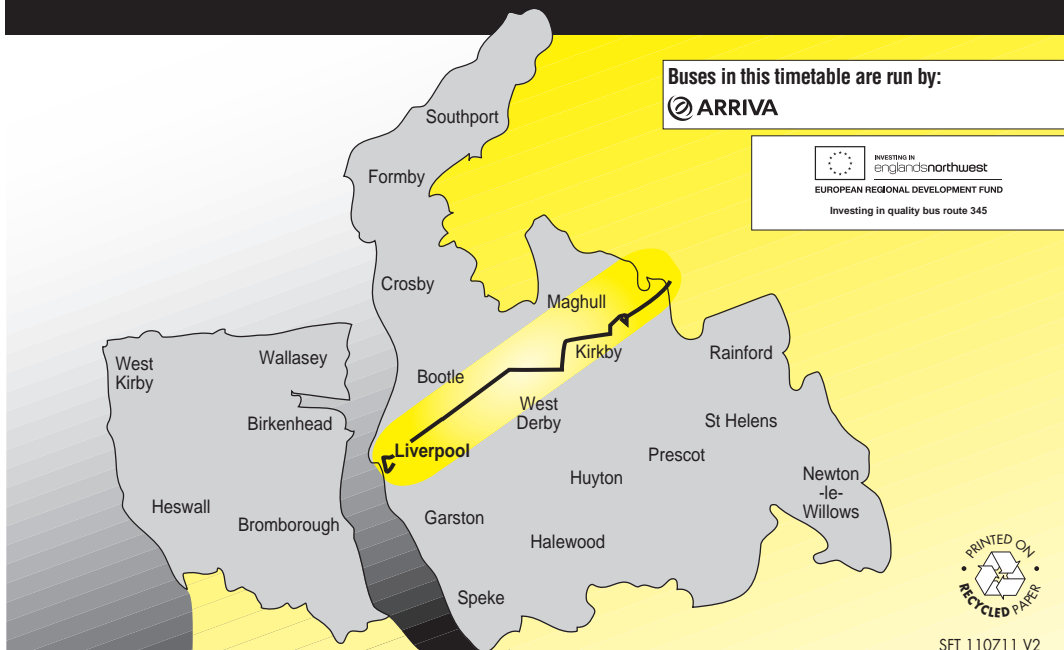 Buses in this timetable are run by:
ARRIVA
INVESTING IN
englandsnorthwest
EUROPEAN REGIONAL DEVELOPMENT FUND
Investing in quality bus route 345
Southport
Formby
Crosby
Maghull
Kirkby
Rainford
West
Kirby
Wallasey
Bootle
West
Derby
Birkenhead
St Helens
Liverpool
Prescot
Huyton
Newton
-le-
Willows
Heswall
Bromborough
Garston
Halewood
Speke
PRINTED ON
RECYCLED PAPER
SFT 110711 V2